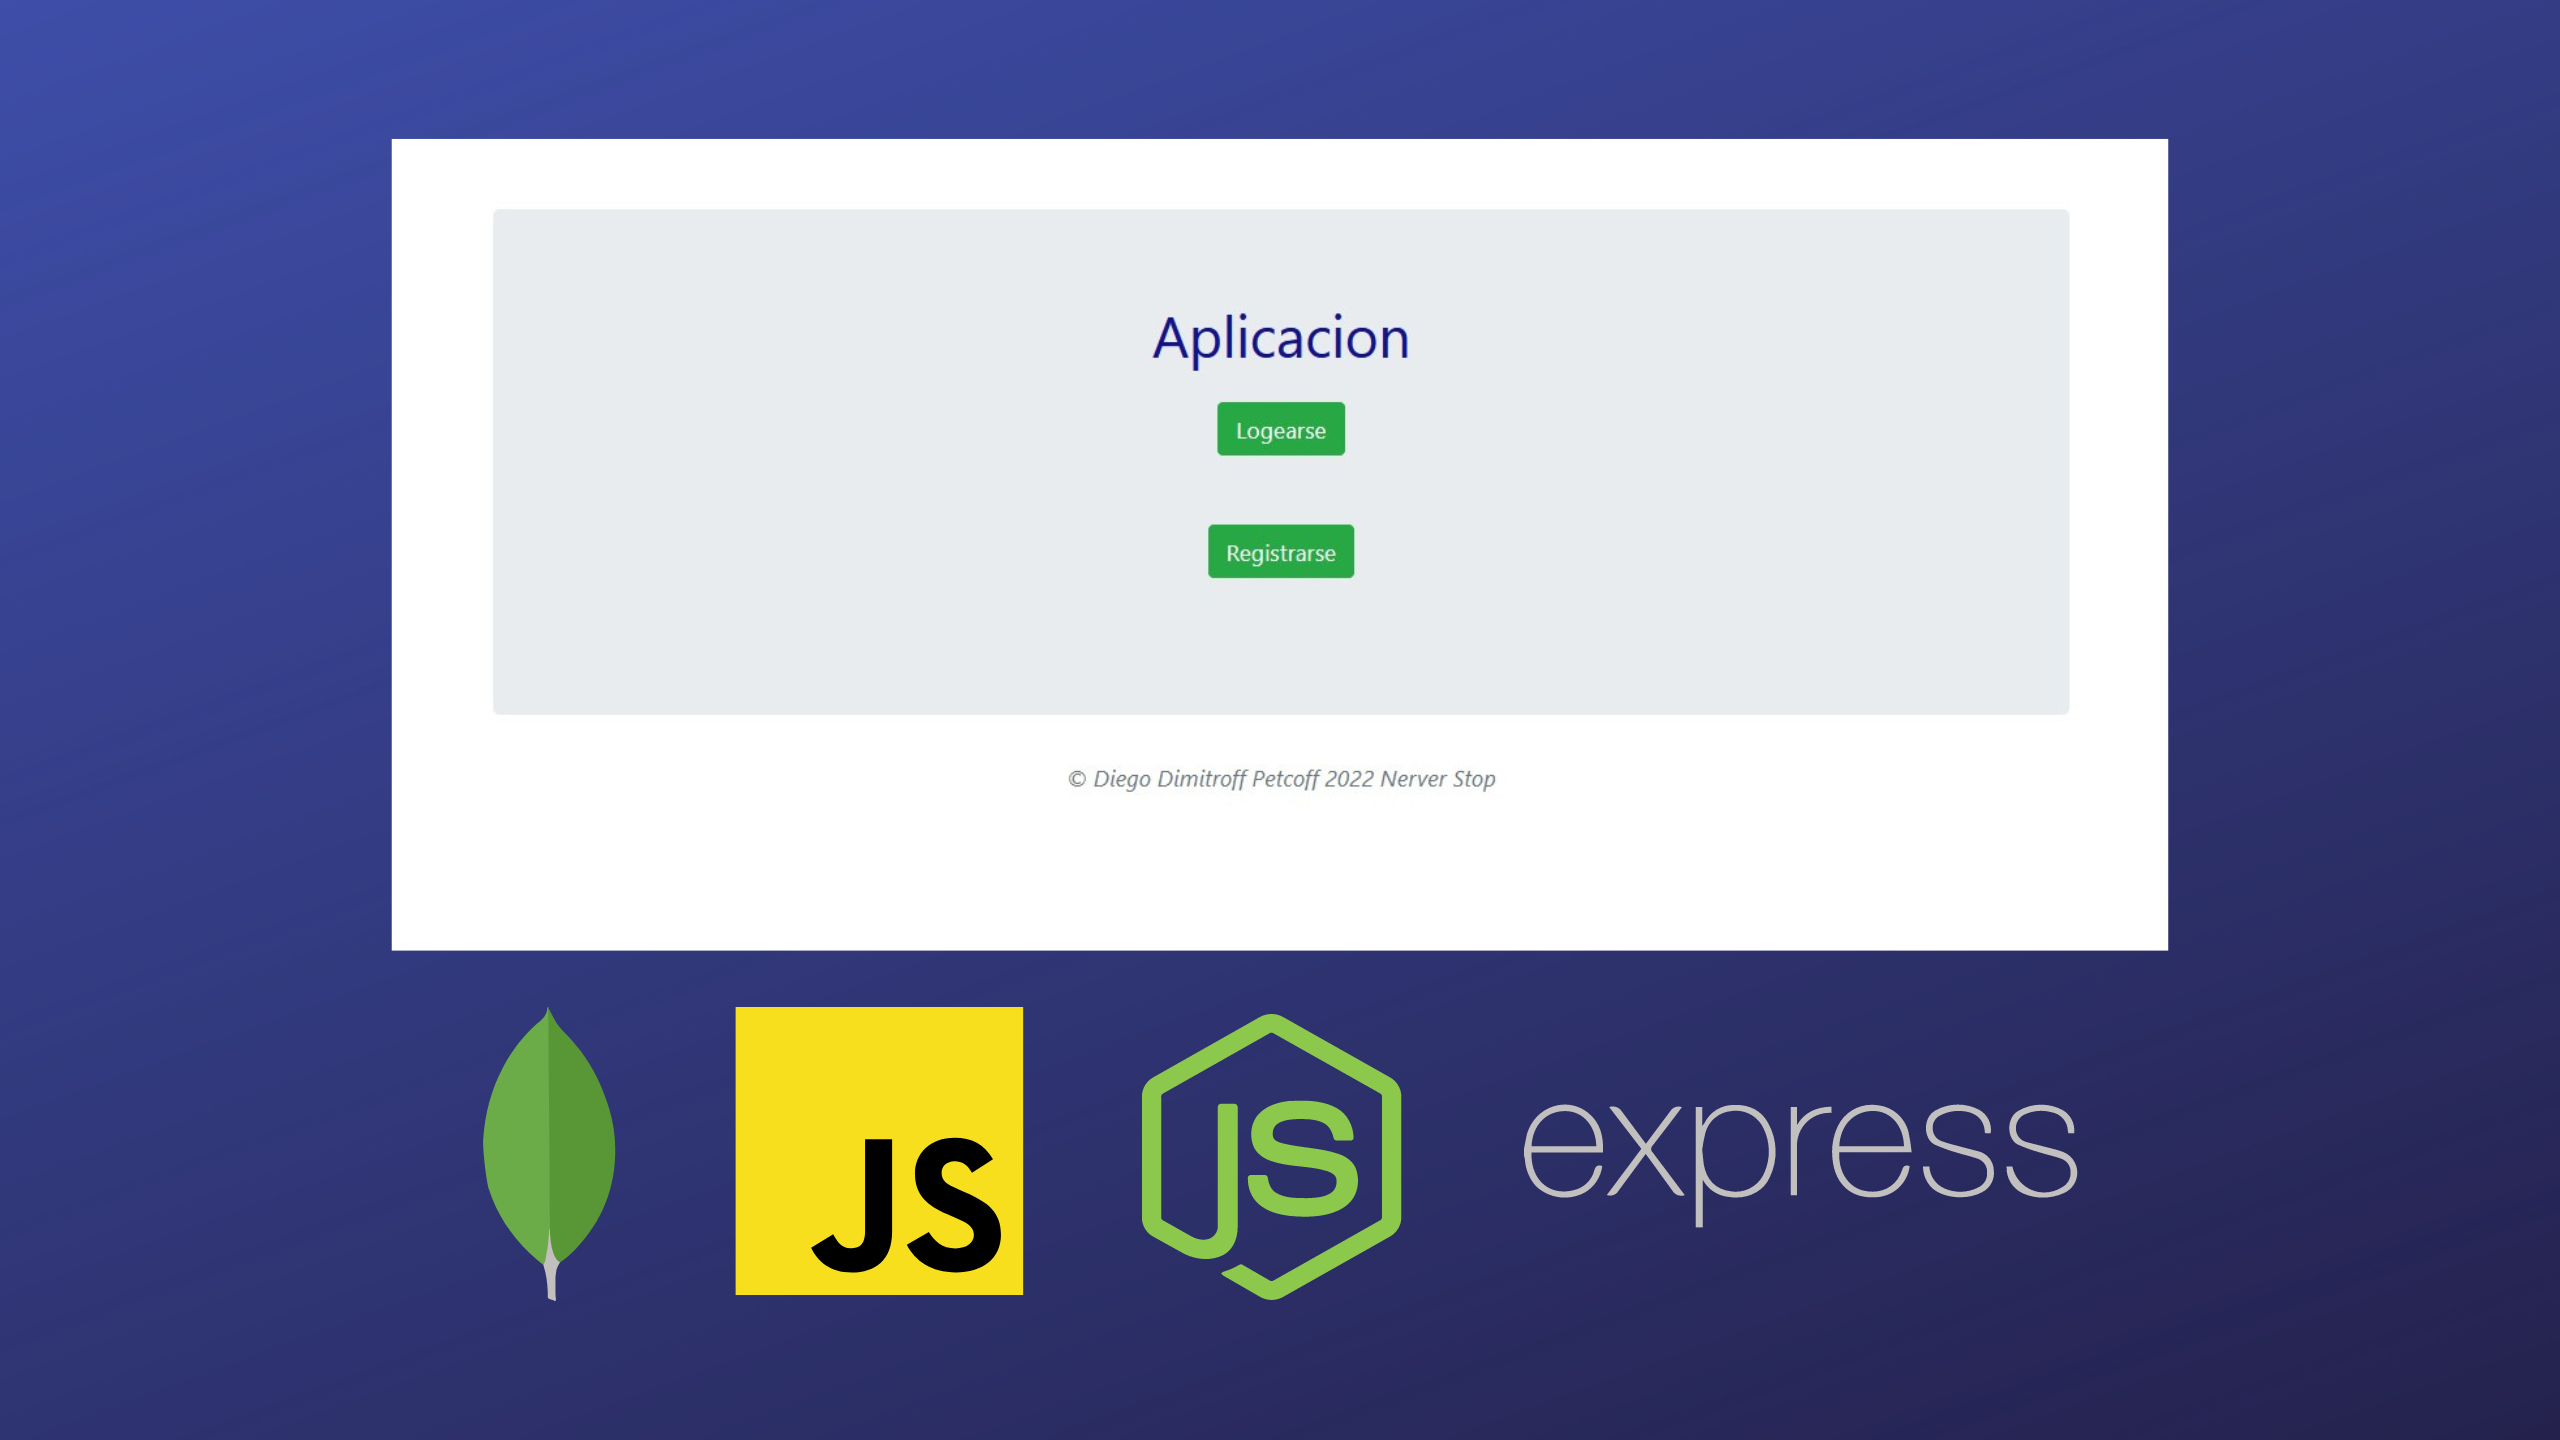 Aplicacion
Logearse
Registrarse
© Diego Dimitroff Petcoff 2022 Nerver Stop
JS
JS
express